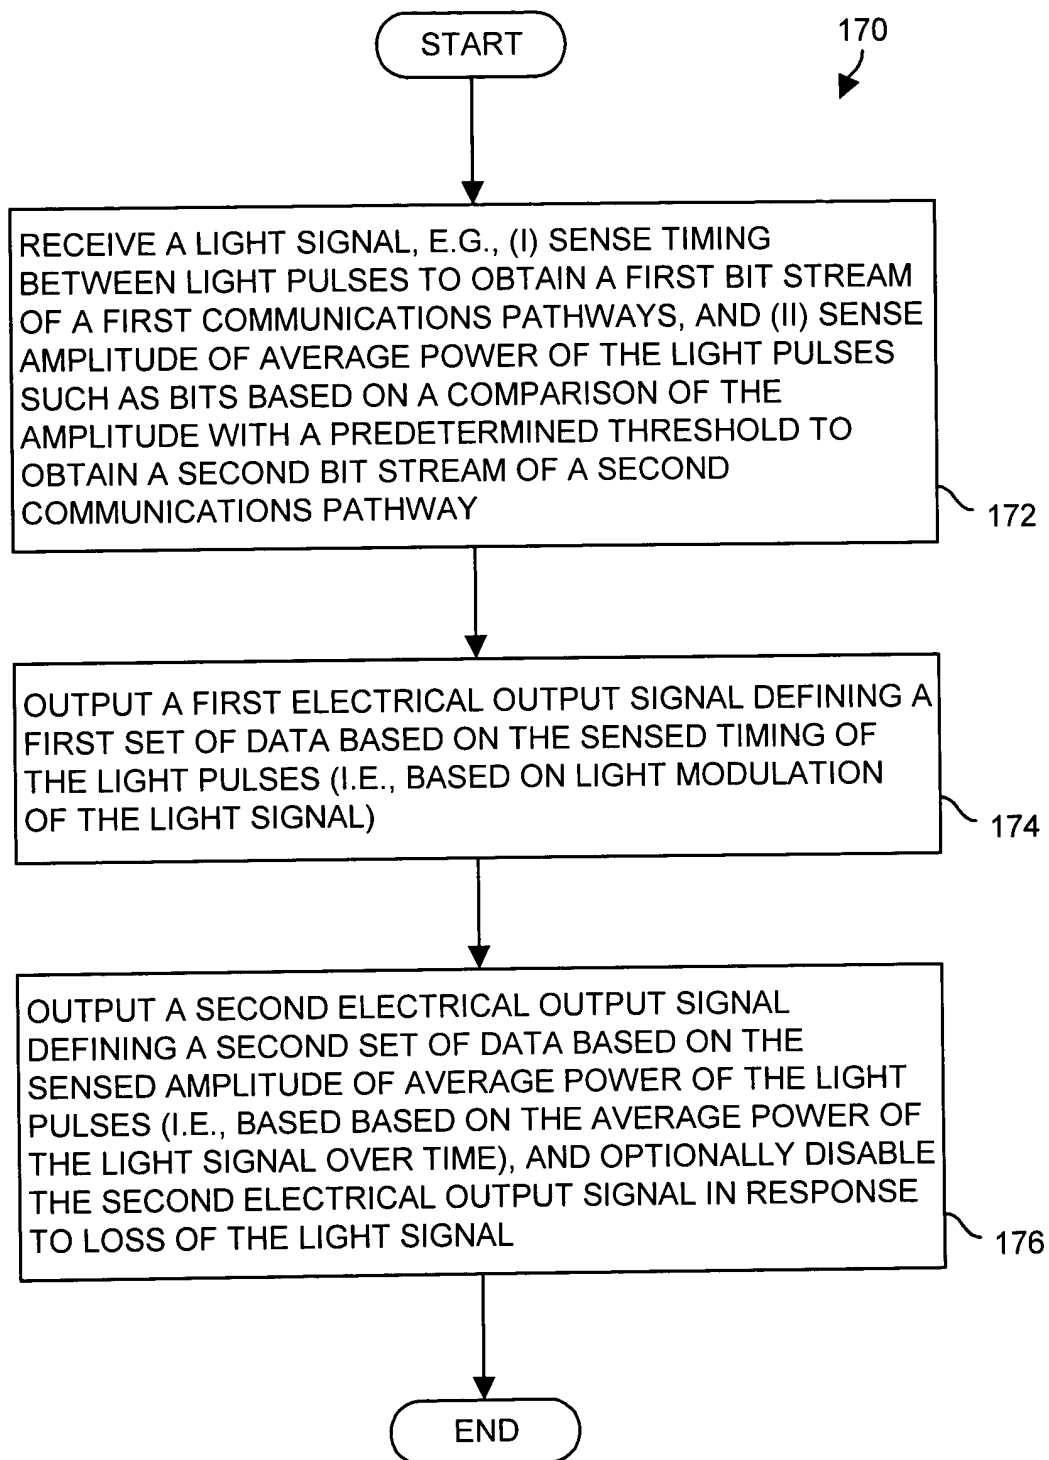 START
170
RECEIVE A LIGHT SIGNAL, E.G., (I) SENSE TIMING
BETWEEN LIGHT PULSES TO OBTAIN A FIRST BIT STREAM
OF A FIRST COMMUNICATIONS PATHWAYS, AND (II) SENSE
AMPLITUDE OF AVERAGE POWER OF THE LIGHT PULSES
SUCH AS BITS BASED ON A COMPARISON OF THE
AMPLITUDE WITH A PREDETERMINED THRESHOLD TO
OBTAIN A SECOND BIT STREAM OF A SECOND
COMMUNICATIONS PATHWAY
172
OUTPUT A FIRST ELECTRICAL OUTPUT SIGNAL DEFINING A
FIRST SET OF DATA BASED ON THE SENSED TIMING OF
THE LIGHT PULSES (I.E., BASED ON LIGHT MODULATION
OF THE LIGHT SIGNAL)
174
OUTPUT A SECOND ELECTRICAL OUTPUT SIGNAL
DEFINING A SECOND SET OF DATA BASED ON THE
SENSED AMPLITUDE OF AVERAGE POWER OF THE LIGHT
PULSES (I.E., BASED BASED ON THE AVERAGE POWER OF
THE LIGHT SIGNAL OVER TIME), AND OPTIONALLY DISABLE
THE SECOND ELECTRICAL OUTPUT SIGNAL IN RESPONSE
TO LOSS OF THE LIGHT SIGNAL
176
END